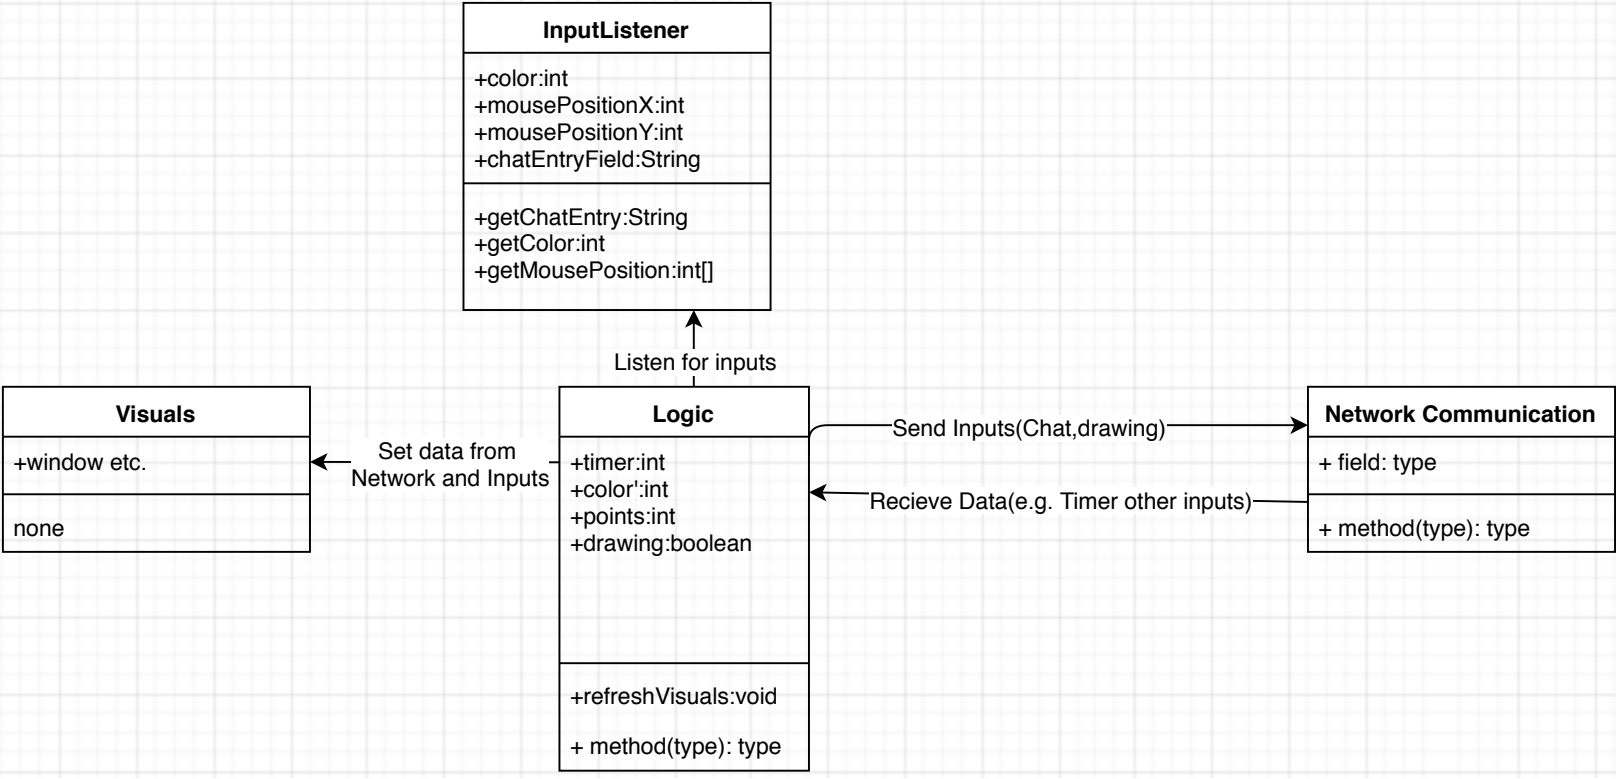 InputListener
+color:int
+mousePositionX:int
+mousePositionY:int
+chatEntryField:String
+getChatEntry:String
+getColor:int
+getMousePosition:int[]
Listen for inputs
Visuals
+window etc.
none
Set data from
Network and Inputs
Logic
+timer:int
+color':int
+points:int
+drawing:boolean
+refreshVisuals:void
+ method(type): type
Send Inputs(Chat,drawing)
Recieve Data(e.g. Timer other inputs)
Network Communication
+ field: type
+ method(type): type